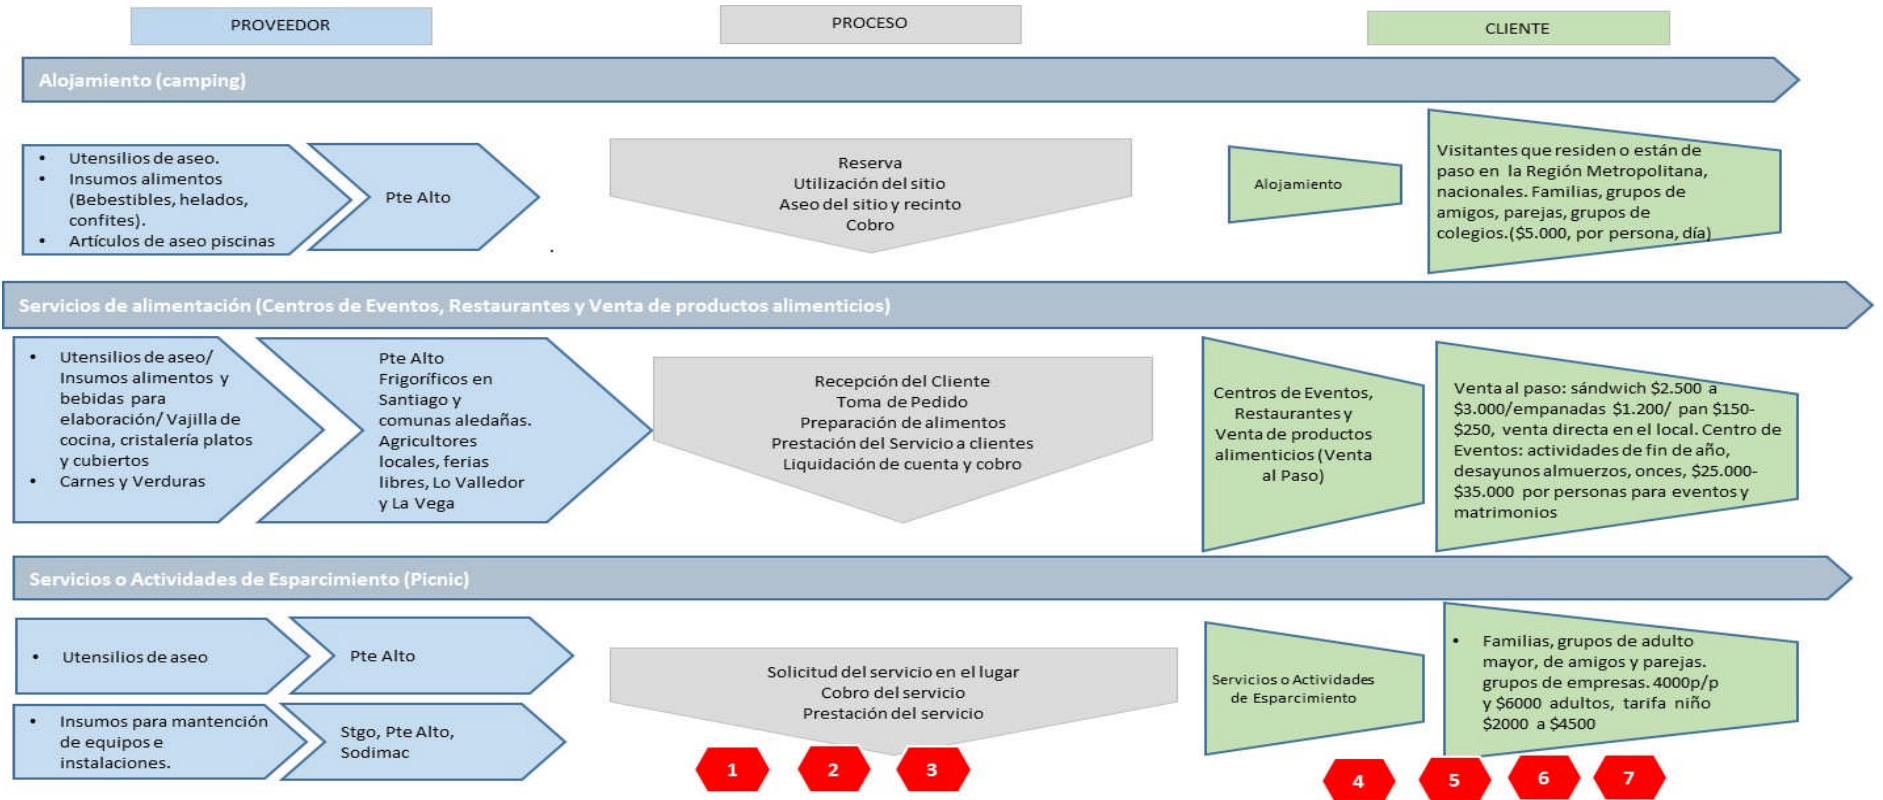 PROVEEDOR
PROCESO
CLIENTE
Alojamiento (camping)
• Utensilios de aseo.
• Insumos alimentos
(Bebestibles, helados,
confites).
• Artículos de aseo piscinas
Pte Alto
.
Reserva
Utilización del sitio
Aseo del sitio y recinto
Cobro
Alojamiento
Visitantes que residen o están de
paso en la Región Metropolitana,
nacionales. Familias, grupos de
amigos, parejas, grupos de
colegios.($5.000, por persona, día)
Servicios de alimentación (Centros de Eventos, Restaurantes y Venta de productos alimenticios)
• Utensilios de aseo/
Insumos alimentos y
bebidas para
elaboración/ Vajilla de
cocina, cristalería platos
y cubiertos
• Carnes y Verduras
Pte Alto
Frigoríficos en
Santiago y
comunas aledañas.
Agricultores
locales, ferias
libres, Lo Valledor
y La Vega
Recepción del Cliente
Toma de Pedido
Preparación de alimentos
Prestación del Servicio a clientes
Liquidación de cuenta y cobro
Centros de Eventos,
Restaurantes y
Venta de productos
alimenticios (Venta
al Paso)
Venta al paso: sándwich $2.500 a
$3.000/empanadas $1.200/ pan $150-
$250, venta directa en el local. Centro de
Eventos: actividades de fin de año,
desayunos almuerzos, onces, $25.000-
$35.000 por personas para eventos y
matrimonios
Servicios o Actividades de Esparcimiento (Picnic)
• Utensilios de aseo
Pte Alto
• Insumos para mantención
de equipos e
instalaciones.
Stgo, Pte Alto,
Sodimac
Solicitud del servicio en el lugar
Cobro del servicio
Prestación del servicio
Servicios o Actividades
de Esparcimiento
• Familias, grupos de adulto
mayor, de amigos y parejas.
grupos de empresas. 4000p/p
y $6000 adultos, tarifa niño
$2000 a $4500
1
2
3
4
5
6
7